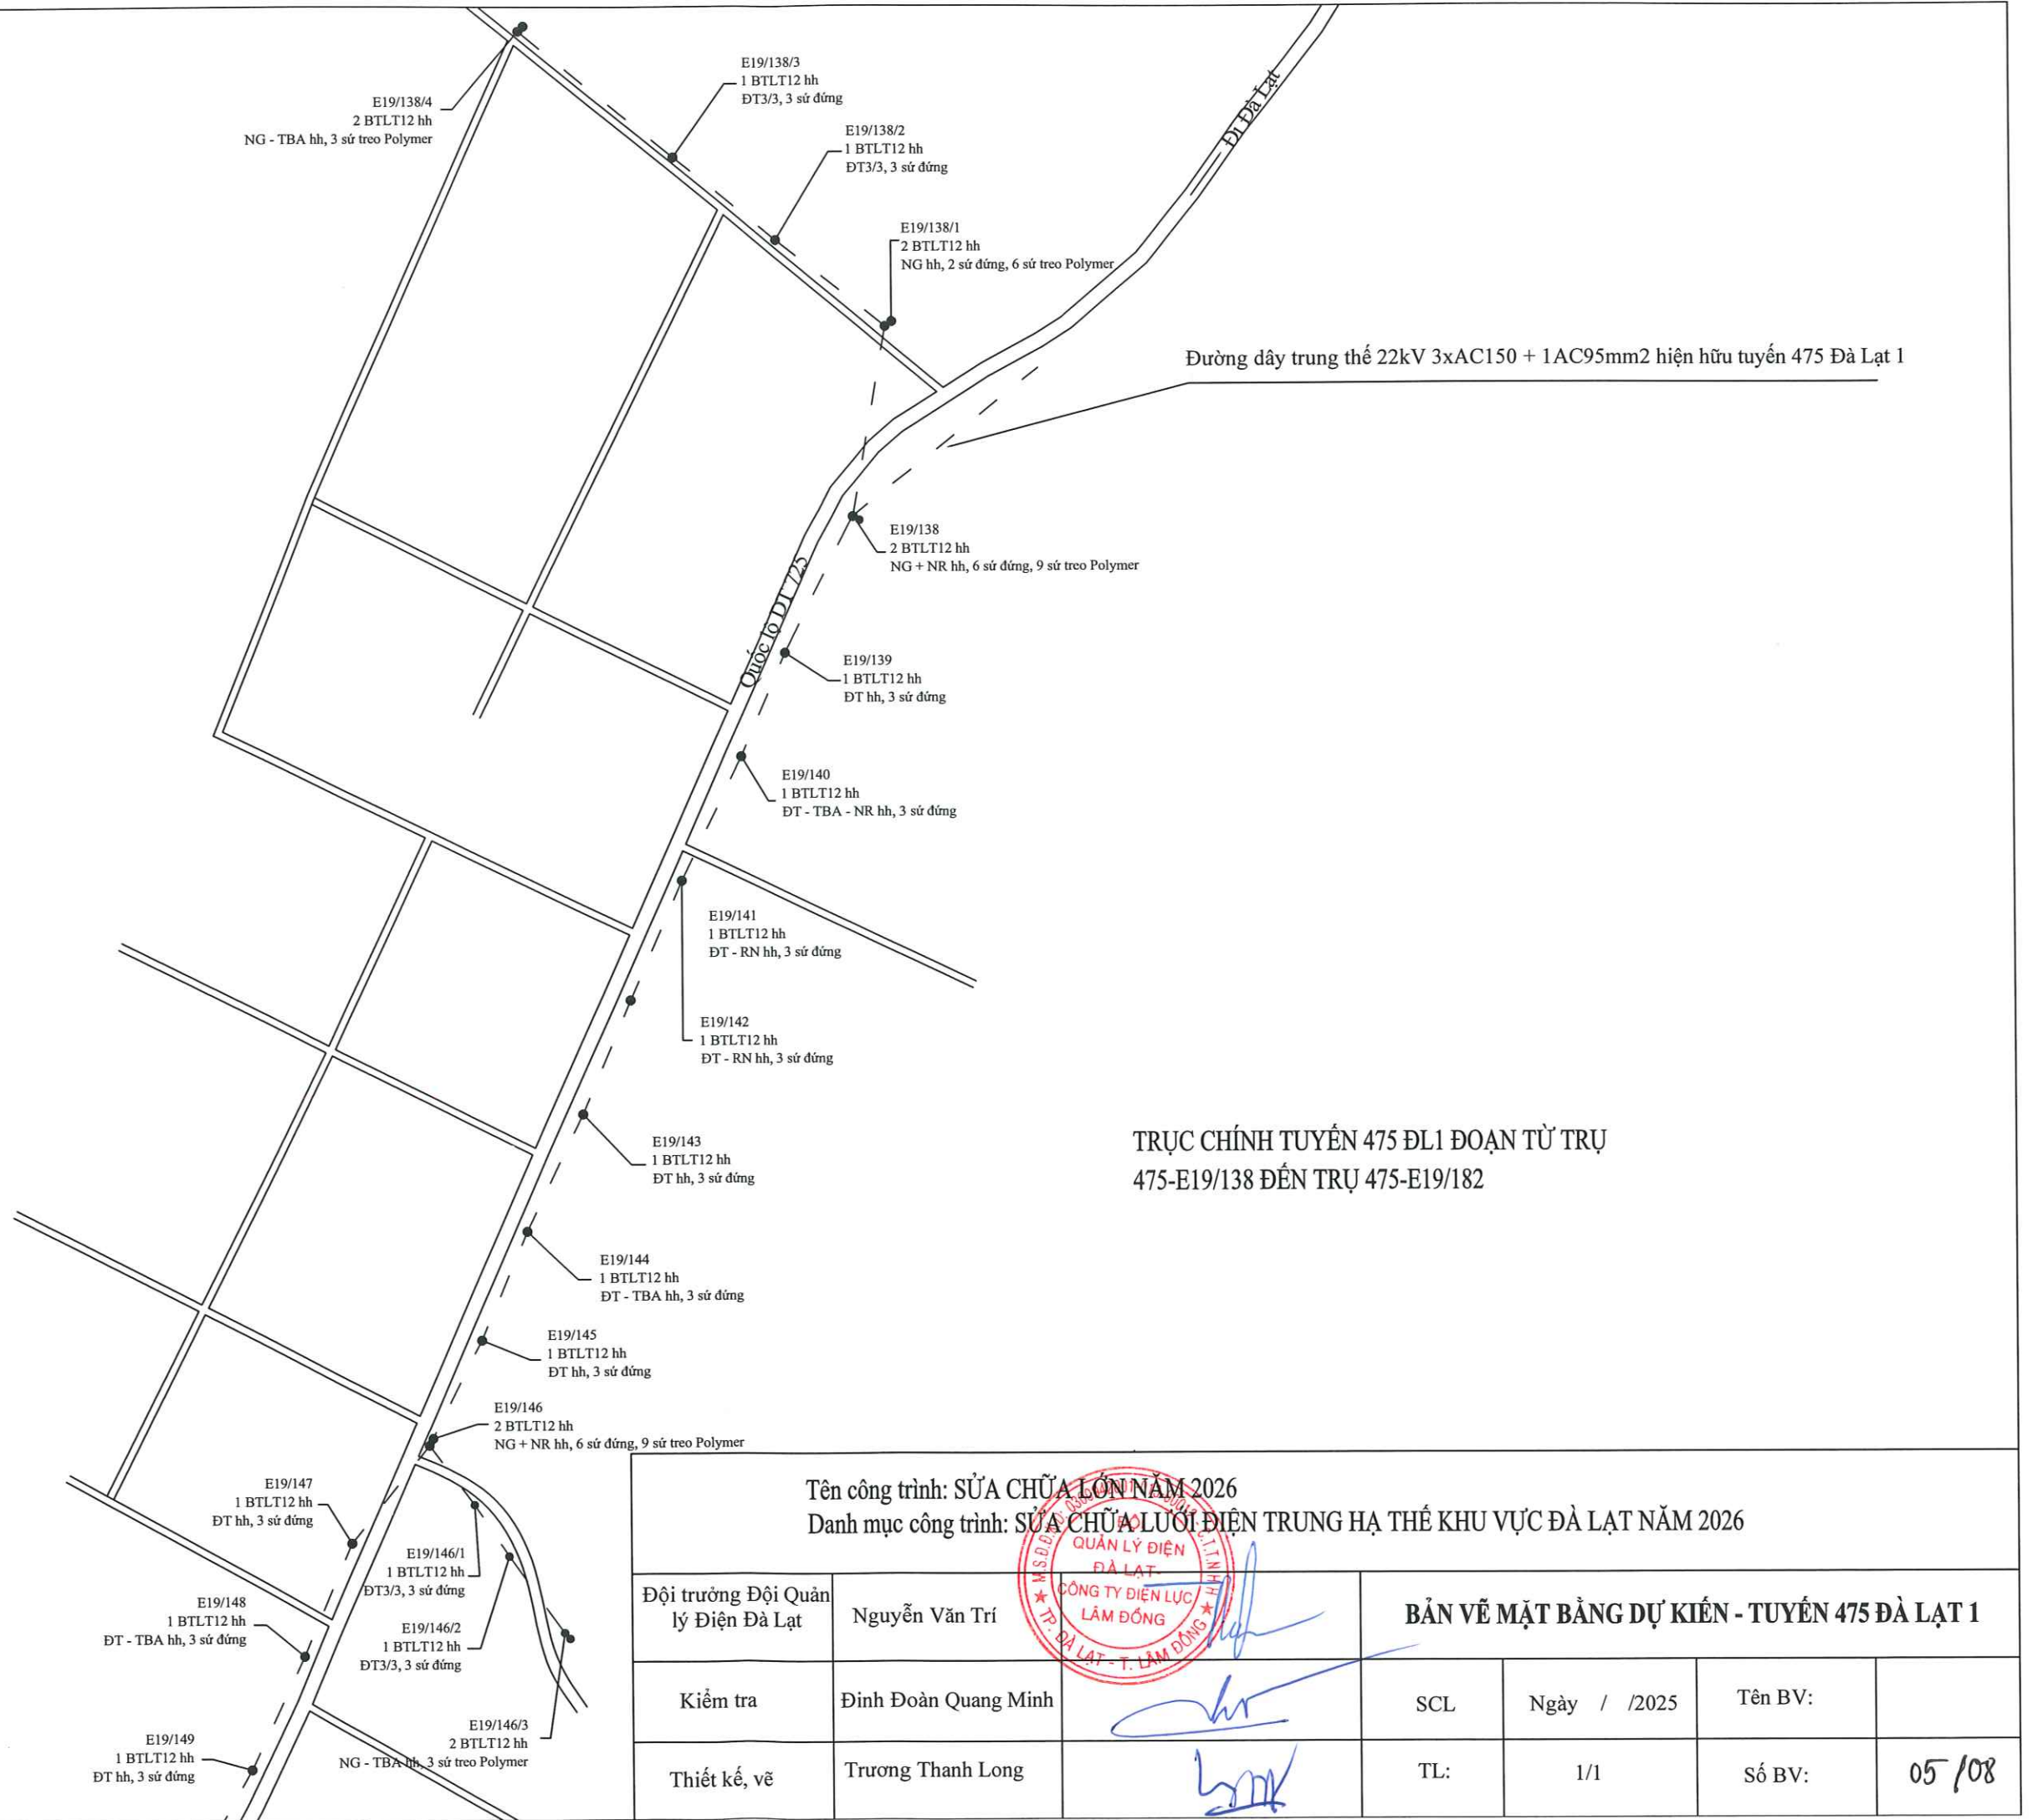 E19/138/4
2 BTLT12 hh
NG - TBA hh, 3 sứ treo Polymer
E19/138/3
1 BTLT12 hh
ĐT3/3, 3 sứ đứng
E19/138/2
1 BTLT12 hh
ĐT3/3, 3 sứ đứng
E19/138/1
2 BTLT12 hh
NG hh, 2 sứ đứng, 6 sứ treo Polymer
Đi Đà Lạt
Đường dây trung thế 22kV 3xAC150 + 1AC95mm2 hiện hữu tuyến 475 Đà Lạt 1
E19/138
2 BTLT12 hh
NG + NR hh, 6 sứ đứng, 9 sứ treo Polymer
Quốc lộ DT 725
E19/139
1 BTLT12 hh
ĐT hh, 3 sứ đứng
E19/140
1 BTLT12 hh
ĐT - TBA - NR hh, 3 sứ đứng
E19/141
1 BTLT12 hh
ĐT - RN hh, 3 sứ đứng
E19/142
1 BTLT12 hh
ĐT - RN hh, 3 sứ đứng
E19/143
1 BTLT12 hh
ĐT hh, 3 sứ đứng
TRỤC CHÍNH TUYẾN 475 ĐL1 ĐOẠN TỪ TRỤ
475-E19/138 ĐẾN TRỤ 475-E19/182
E19/144
1 BTLT12 hh
ĐT - TBA hh, 3 sứ đứng
E19/145
1 BTLT12 hh
ĐT hh, 3 sứ đứng
E19/146
2 BTLT12 hh
NG + NR hh, 6 sứ đứng, 9 sứ treo Polymer
E19/147
1 BTLT12 hh
ĐT hh, 3 sứ đứng
E19/146/1
1 BTLT12 hh
ĐT3/3, 3 sứ đứng
E19/148
1 BTLT12 hh
ĐT - TBA hh, 3 sứ đứng
E19/146/2
1 BTLT12 hh
ĐT3/3, 3 sứ đứng
E19/146/3
2 BTLT12 hh
NG - TBA hh, 3 sứ treo Polymer
E19/149
1 BTLT12 hh
ĐT hh, 3 sứ đứng
Tên công trình: SỬA CHỮA LỚN NĂM 2026
Danh mục công trình: SỬA CHỮA LƯỚI ĐIỆN TRUNG HẠ THẾ KHU VỰC ĐÀ LẠT NĂM 2026
ĐỘI
QUẢN LÝ ĐIỆN
ĐÀ LẠT-
CÔNG TY ĐIỆN LỰC
LÂM ĐỒNG
TP. ĐÀ LẠT - T. LÂM ĐỒNG
Đội trưởng Đội Quản
lý Điện Đà Lạt
Nguyễn Văn Trí
BẢN VẼ MẶT BẰNG DỰ KIẾN - TUYẾN 475 ĐÀ LẠT 1
Kiểm tra
Đinh Đoàn Quang Minh
SCL
Ngày / /2025
Tên BV:
Thiết kế, vẽ
Trương Thanh Long
TL:
1/1
Số BV:
05/08